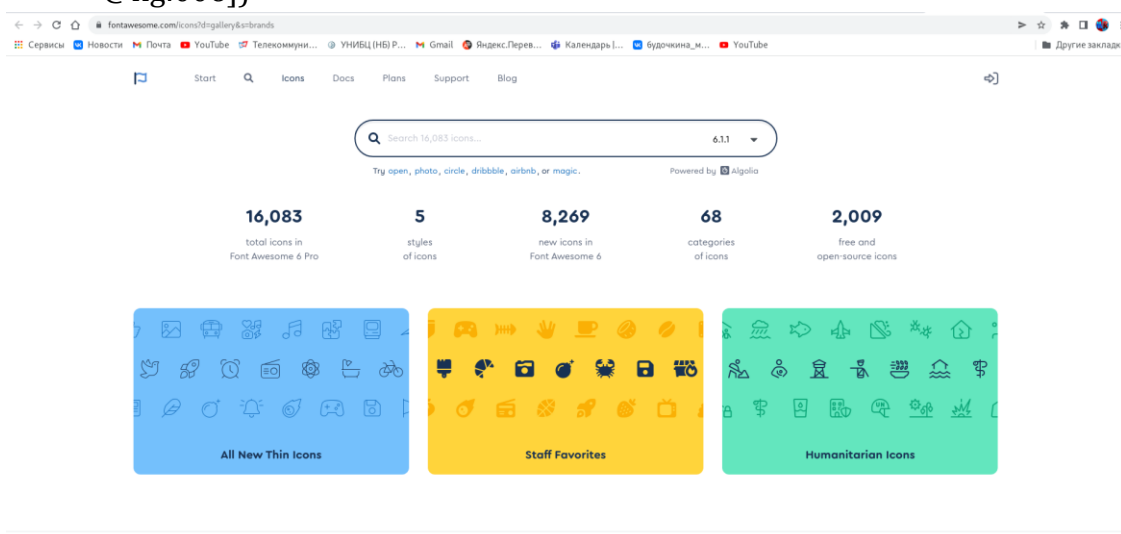 fontawesome.com/icons?d=gallery&s=brands
Сервисы Новости Почта YouTube Телекоммуни... УНИБЦ (НБ) Р... Gmail Яндекс.Перев... Календарь |... будочкина_м... YouTube Другие закладк
Start Icons Docs Plans Support Blog
Search 16,083 icons... 6.1.1
Try open, photo, circle, dribbble, airbnb, or magic. Powered by Algolia
16,083 5 8,269 68 2,009
total icons in styles new icons in categories free and
Font Awesome 6 Pro of icons Font Awesome 6 of icons open-source icons
All New Thin Icons Staff Favorites Humanitarian Icons